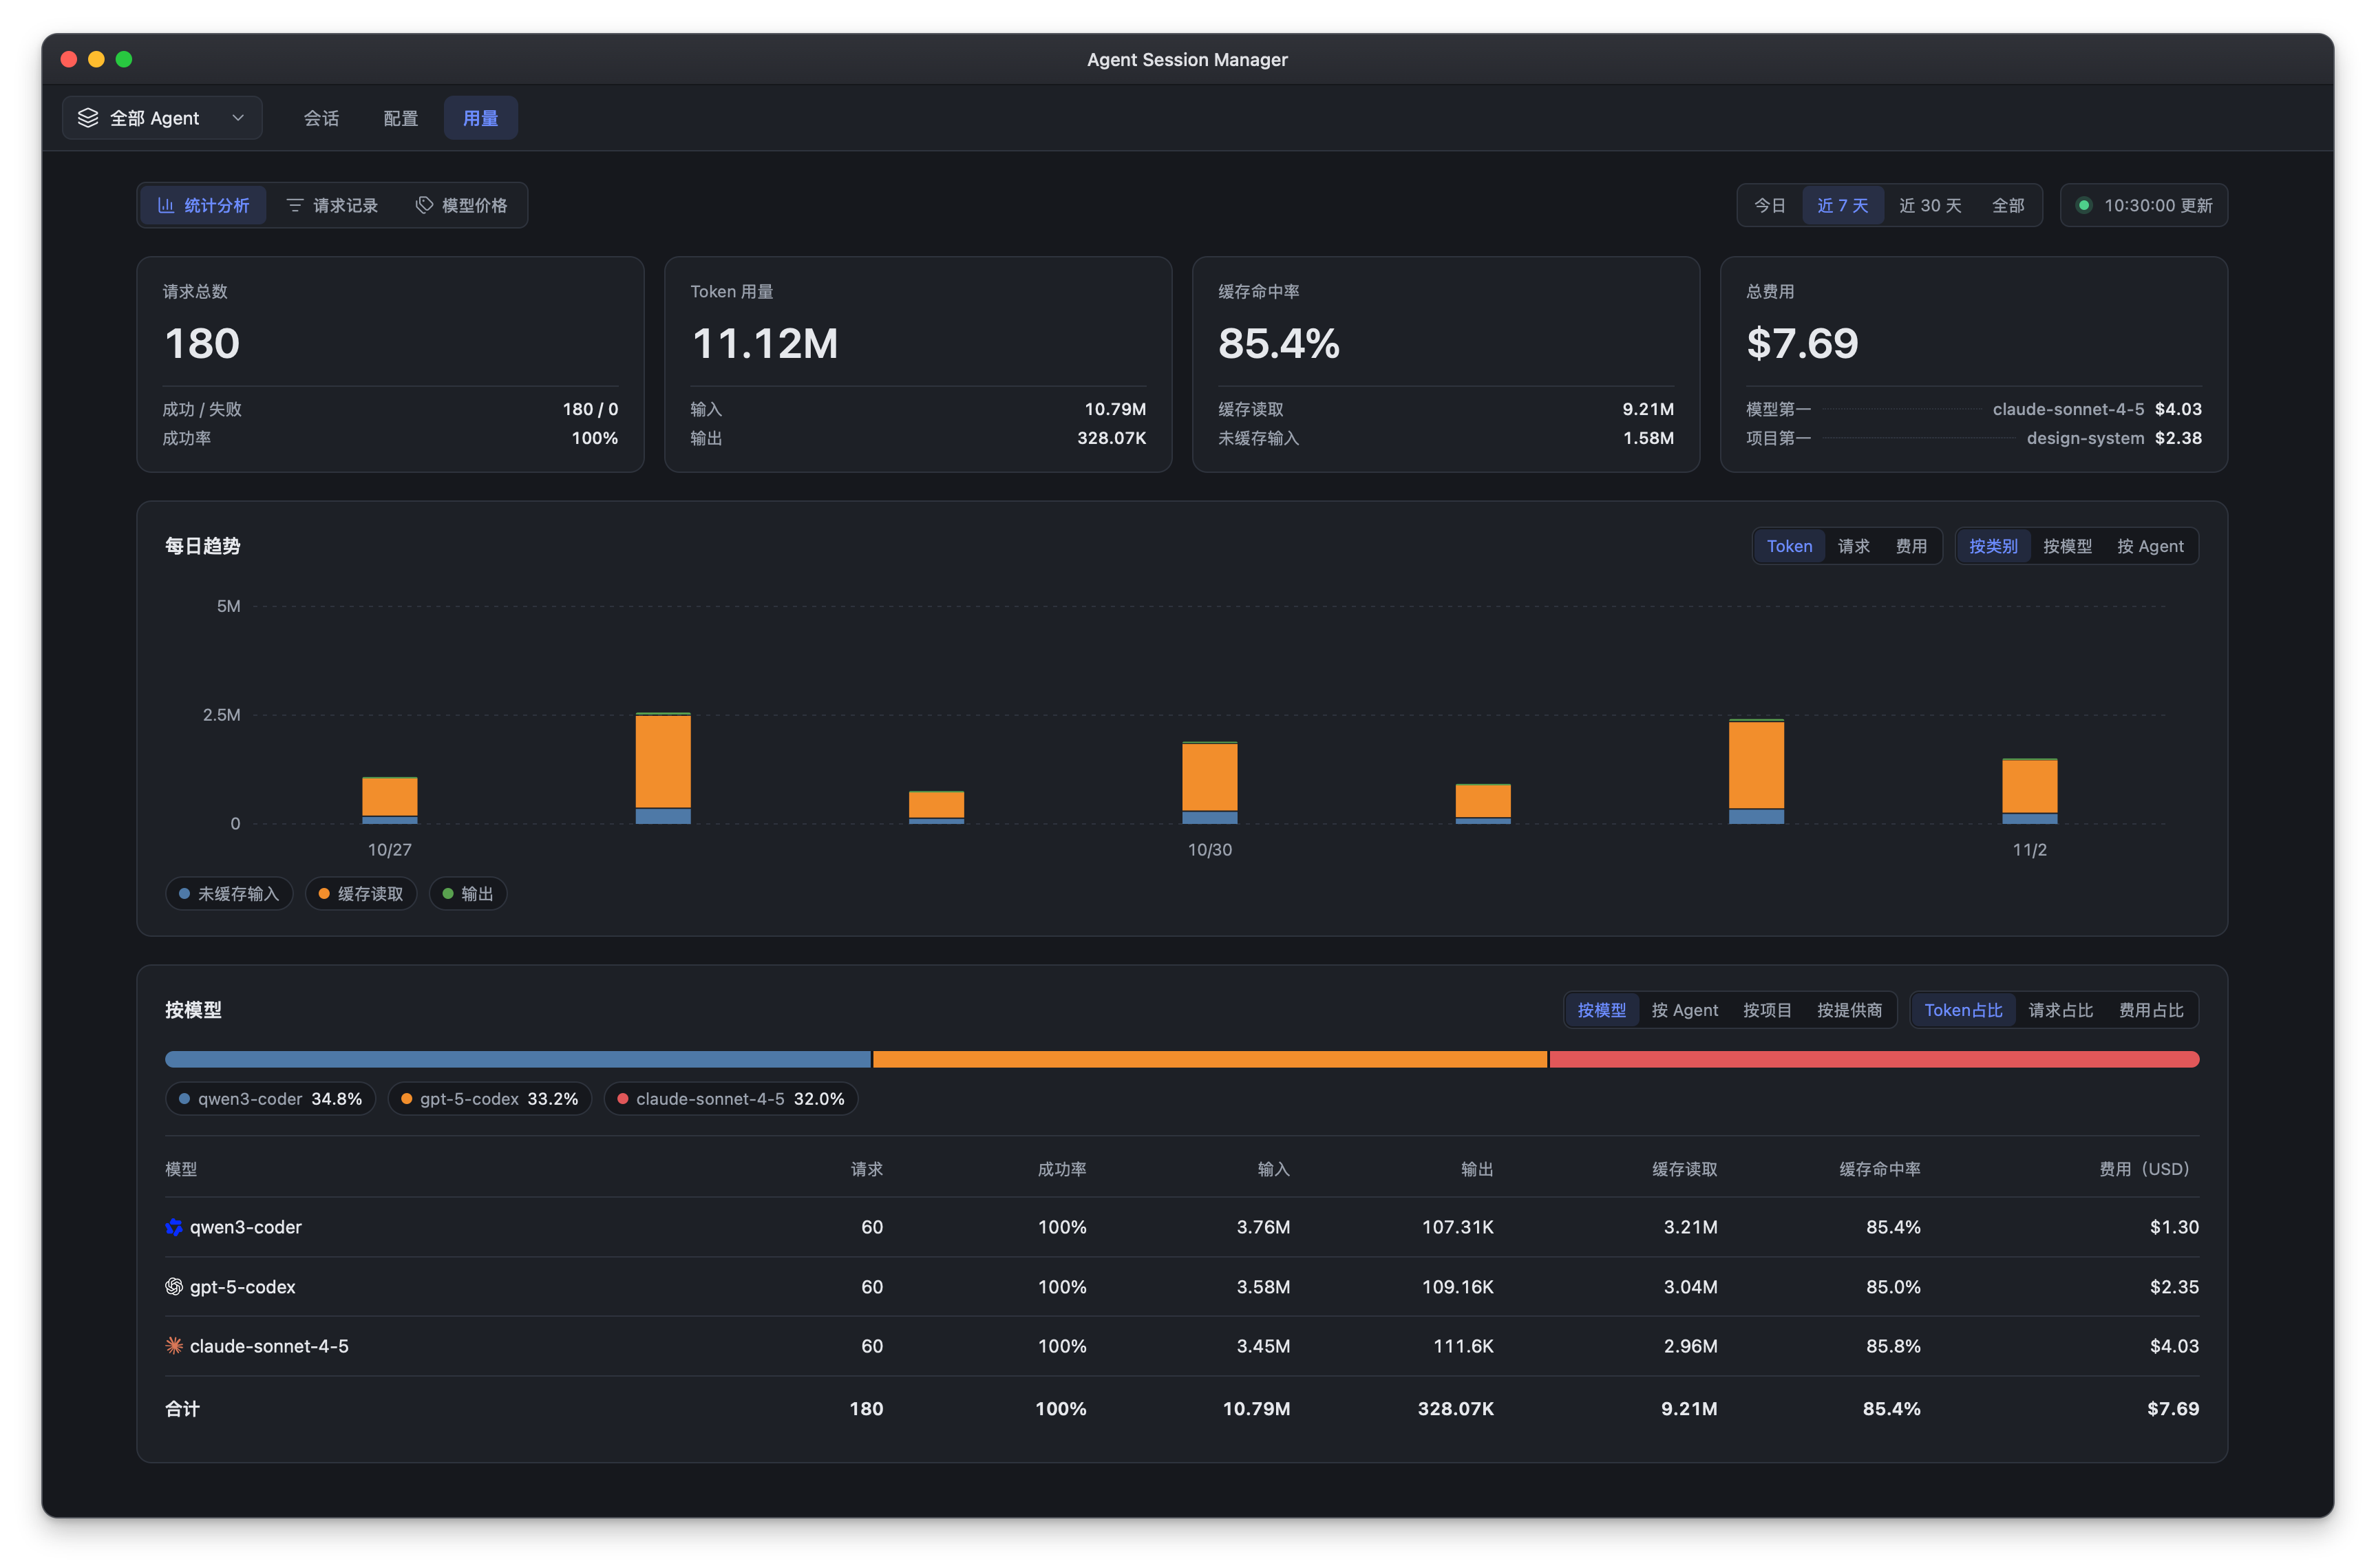 Agent Session Manager
全部 Agent 会话 配置 用量
统计分析 请求记录 模型价格 今日 近 7 天 近 30 天 全部 10:30:00 更新
请求总数
180
成功 / 失败 180 / 0
成功率 100%
Token 用量
11.12M
输入 10.79M
输出 328.07K
缓存命中率
85.4%
缓存读取 9.21M
未缓存输入 1.58M
总费用
$7.69
模型第一 claude-sonnet-4-5 $4.03
项目第一 design-system $2.38
每日趋势 Token 请求 费用 按类别 按模型 按 Agent
5M
2.5M
0
10/27 10/30 11/2
未缓存输入 缓存读取 输出
按模型 按模型 按 Agent 按项目 按提供商 Token占比 请求占比 费用占比
qwen3-coder 34.8% gpt-5-codex 33.2% claude-sonnet-4-5 32.0%
模型 请求 成功率 输入 输出 缓存读取 缓存命中率 费用（USD）
qwen3-coder 60 100% 3.76M 107.31K 3.21M 85.4% $1.30
gpt-5-codex 60 100% 3.58M 109.16K 3.04M 85.0% $2.35
claude-sonnet-4-5 60 100% 3.45M 111.6K 2.96M 85.8% $4.03
合计 180 100% 10.79M 328.07K 9.21M 85.4% $7.69